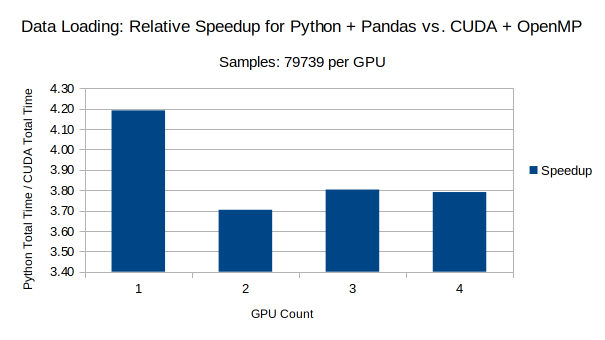 Data Loading: Relative Speedup for Python + Pandas vs. CUDA + OpenMP
Samples: 79739 per GPU
Python Total Time / CUDA Total Time
4.30
4.20
4.10
4.00
3.90
3.80
3.70
3.60
3.50
3.40
1
2
3
4
GPU Count
Speedup